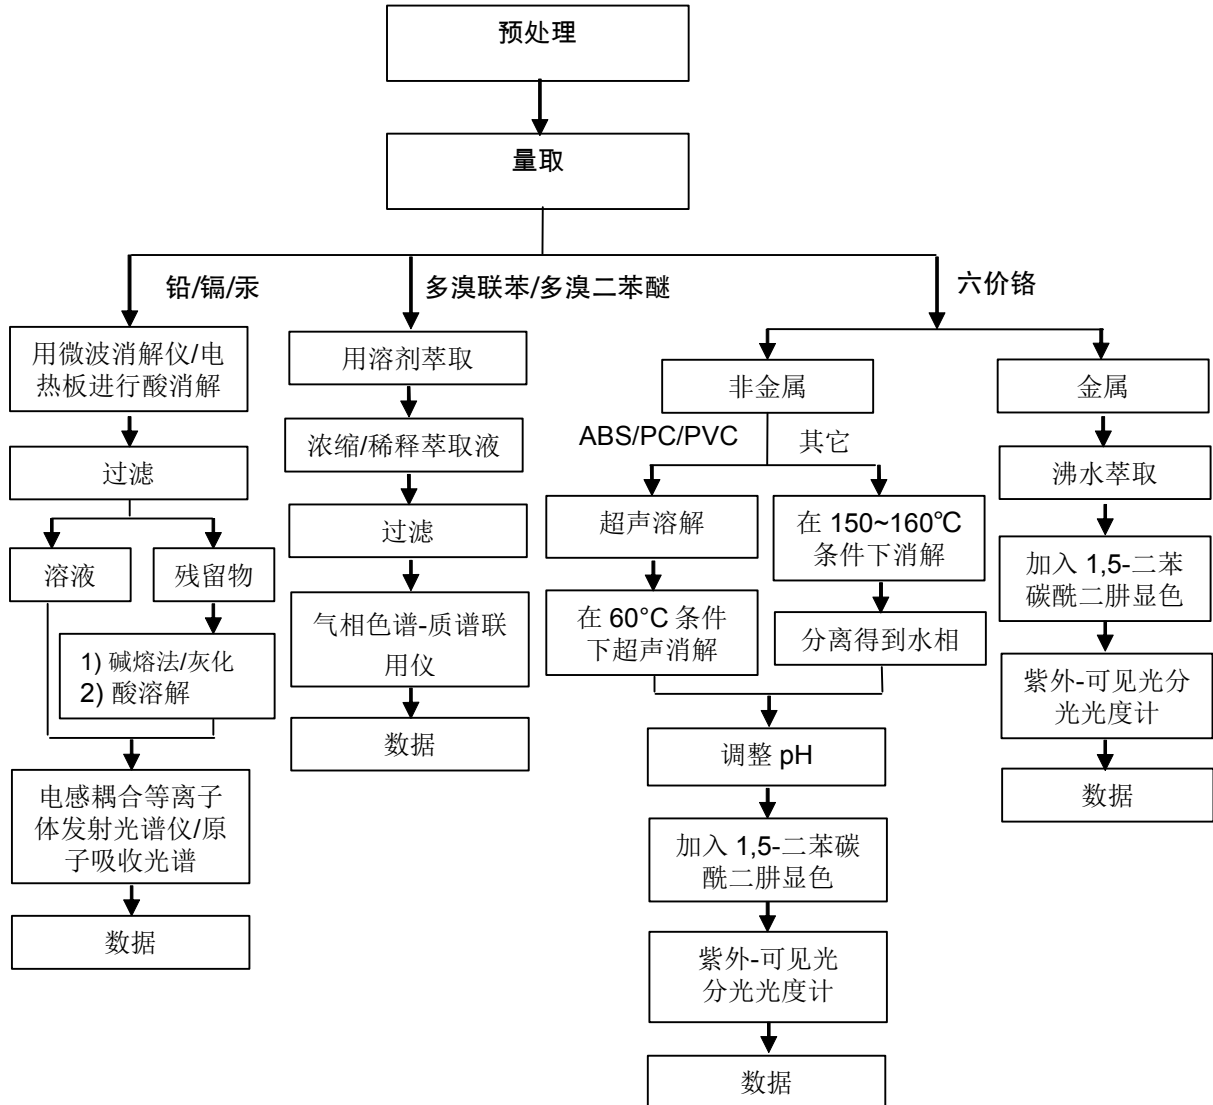 预处理
量取
铅/镉/汞
多溴联苯/多溴二苯醚
六价铬
用微波消解仪/电
热板进行酸消解
过滤
溶液
残留物
1) 碱熔法/灰化
2) 酸溶解
电感耦合等离子
体发射光谱仪/原
子吸收光谱
数据
用溶剂萃取
浓缩/稀释萃取液
过滤
气相色谱-质谱联
用仪
数据
非金属
ABS/PC/PVC
其它
超声溶解
在 60°C 条件
下超声消解
在 150~160℃
条件下消解
分离得到水相
调整 pH
加入 1,5-二苯碳
酰二肼显色
紫外-可见光
分光光度计
数据
金属
沸水萃取
加入 1,5-二苯
碳酰二肼显色
紫外-可见光分
光光度计
数据